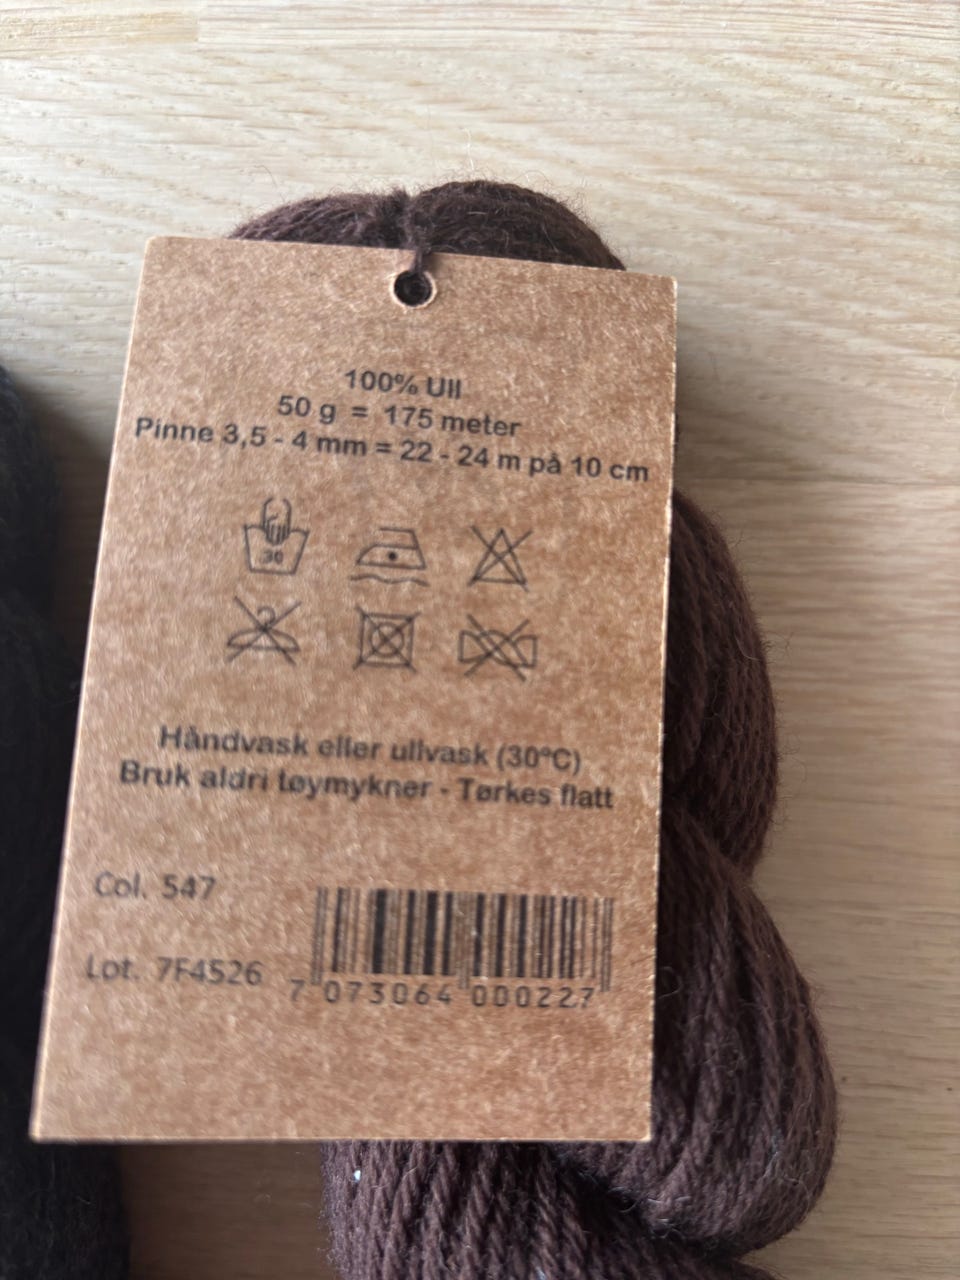 100% Ull
50 g = 175 meter
Pinne 3,5 - 4 mm = 22 - 24 m på 10 cm
30
Håndvask eller ullvask (30ºC)
Bruk aldri tøymykner - Tørkes flatt
Col. 547
Lot. 7F4526
7 073064 000227